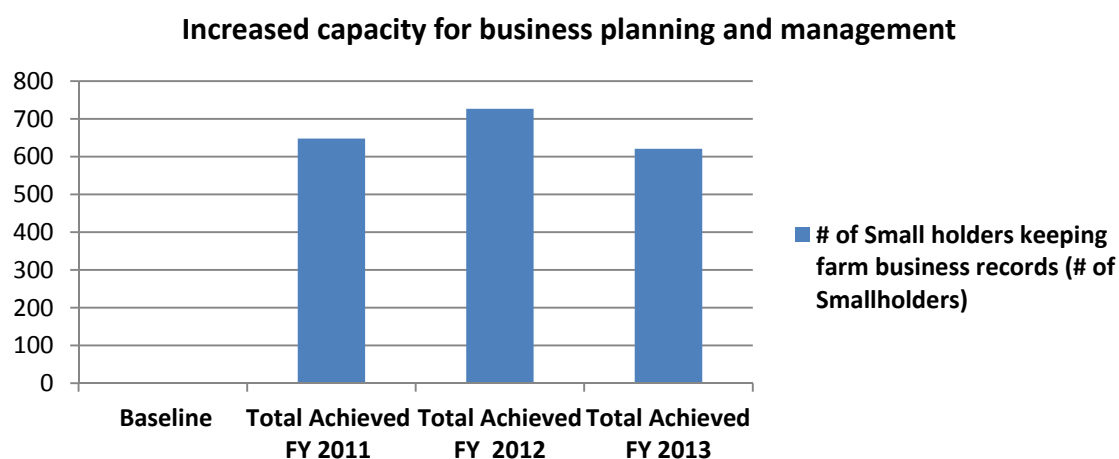 Increased capacity for business planning and management
800
700
600
500
400
300
200
100
0
Baseline
Total Achieved
FY 2011
Total Achieved
FY  2012
Total Achieved
FY 2013
# of Small holders keeping
farm business records (# of
Smallholders)